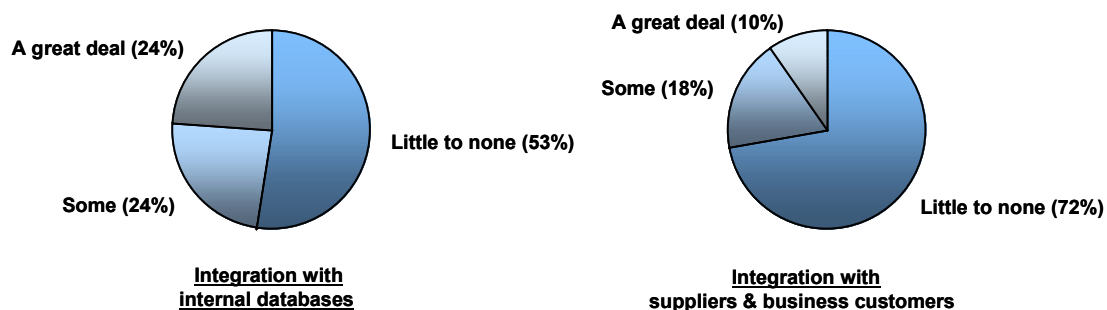 A great deal (24%)
Little to none (53%)
Some (24%)
Integration with
internal databases
A great deal (10%)
Some (18%)
Little to none (72%)
Integration with
suppliers & business customers